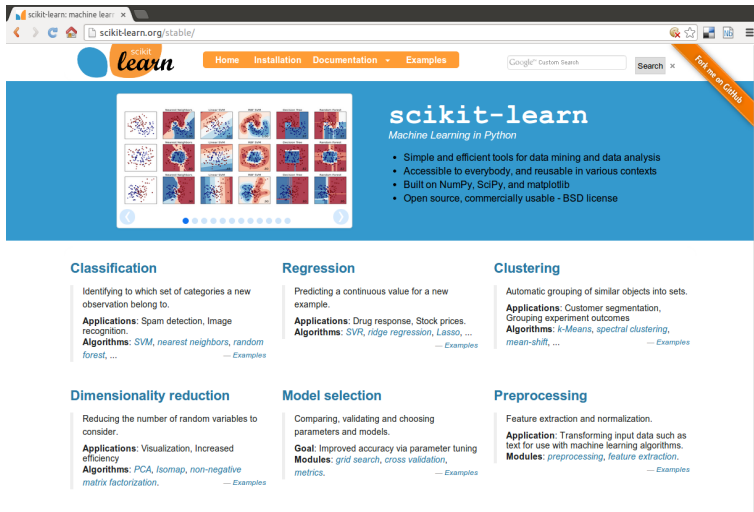 scikit-learn: machine lear
scikit-learn.org/stable/
scikit
learn
Home Installation Documentation Examples
Google™ Custom Search
Search ×
Fork me on GitHub
scikit-learn
Machine Learning in Python
Simple and efficient tools for data mining and data analysis
Accessible to everybody, and reusable in various contexts
Built on NumPy, SciPy, and matplotlib
Open source, commercially usable - BSD license
Classification
Identifying to which set of categories a new
observation belong to.
Applications: Spam detection, Image
recognition.
Algorithms: SVM, nearest neighbors, random
forest, ... — Examples
Regression
Predicting a continuous value for a new
example.
Applications: Drug response, Stock prices.
Algorithms: SVR, ridge regression, Lasso, ...
— Examples
Clustering
Automatic grouping of similar objects into sets.
Applications: Customer segmentation,
Grouping experiment outcomes
Algorithms: k-Means, spectral clustering,
mean-shift, ... — Examples
Dimensionality reduction
Reducing the number of random variables to
consider.
Applications: Visualization, Increased
efficiency
Algorithms: PCA, Isomap, non-negative
matrix factorization. — Examples
Model selection
Comparing, validating and choosing
parameters and models.
Goal: Improved accuracy via parameter tuning
Modules: grid search, cross validation,
metrics. — Examples
Preprocessing
Feature extraction and normalization.
Application: Transforming input data such as
text for use with machine learning algorithms.
Modules: preprocessing, feature extraction.
— Examples